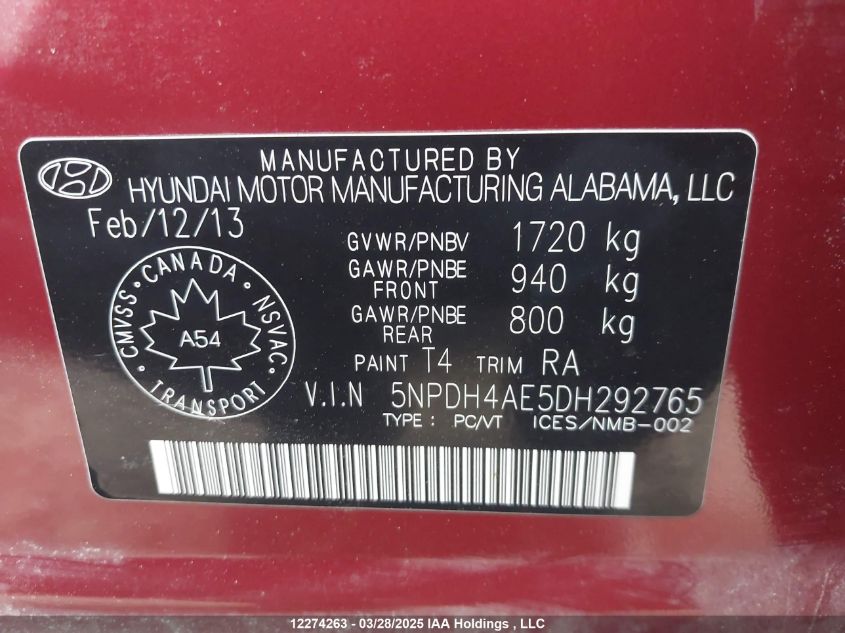 MANUFACTURED BY
HYUNDAI MOTOR MANUFACTURING ALABAMA, LLC
Feb/12/13
GVWR/PNBV 1720 kg
GAWR/PNBE FRONT 940 kg
GAWR/PNBE REAR 800 kg
CANADA
CMVSS
NSVAC
A54
TRANSPORT
PAINT T4 TRIM RA
V.I.N 5NPDH4AE5DH292765
TYPE : PC/VT ICES/NMB-002
12274263 - 03/28/2025 IAA Holdings , LLC